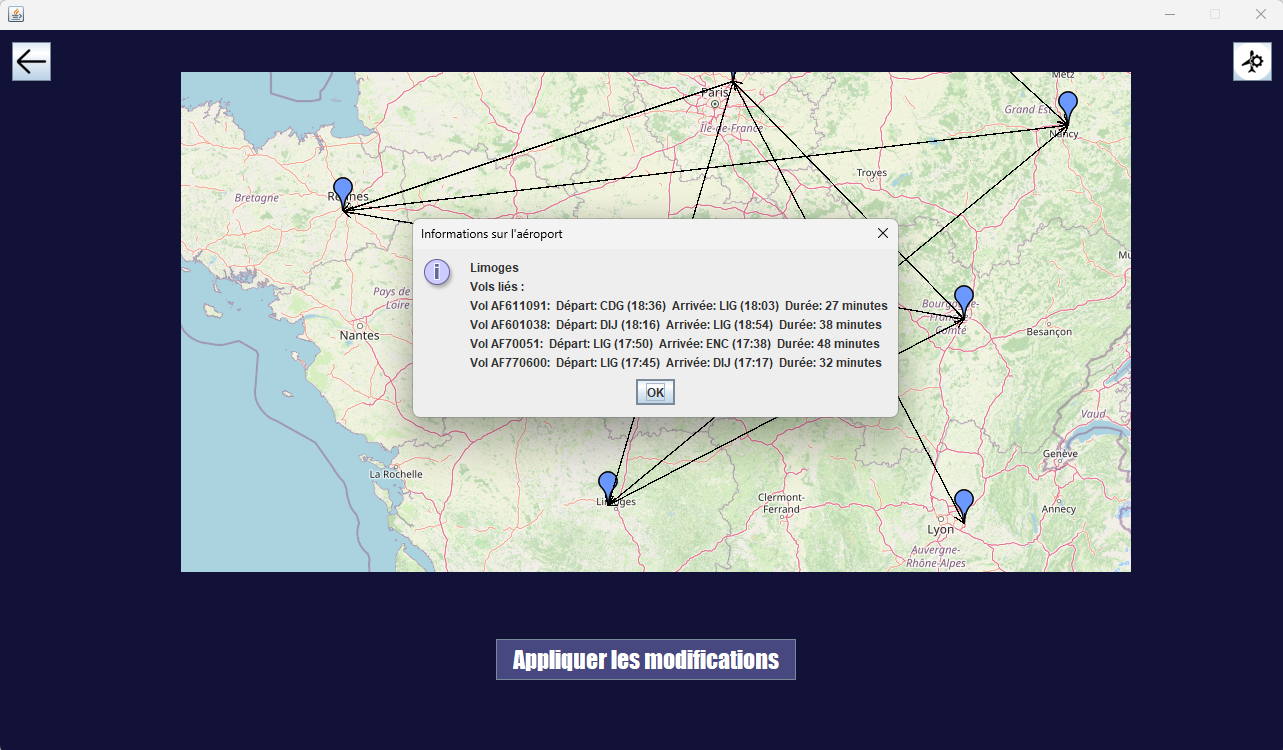 Metz
Paris
Grand Est
Île-de-France
Nancy
Troyes
Bretagne
Rennes
Informations sur l'aéroport
Limoges
Vols liés :
Vol AF611091: Départ: CDG (18:36) Arrivée: LIG (18:03) Durée: 27 minutes
Vol AF601038: Départ: DIJ (18:16) Arrivée: LIG (18:54) Durée: 38 minutes
Vol AF70051: Départ: LIG (17:50) Arrivée: ENC (17:38) Durée: 48 minutes
Vol AF770600: Départ: LIG (17:45) Arrivée: DIJ (17:17) Durée: 32 minutes
OK
Pays de
Loire
Nantes
Bourgogne-
Franche-
Comté
Besançon
Mu
Vaud
La Rochelle
Genève
Limoges
Clermont-
Ferrand
Annecy
Lyon
Auvergne-
Rhône-Alpes
Appliquer les modifications